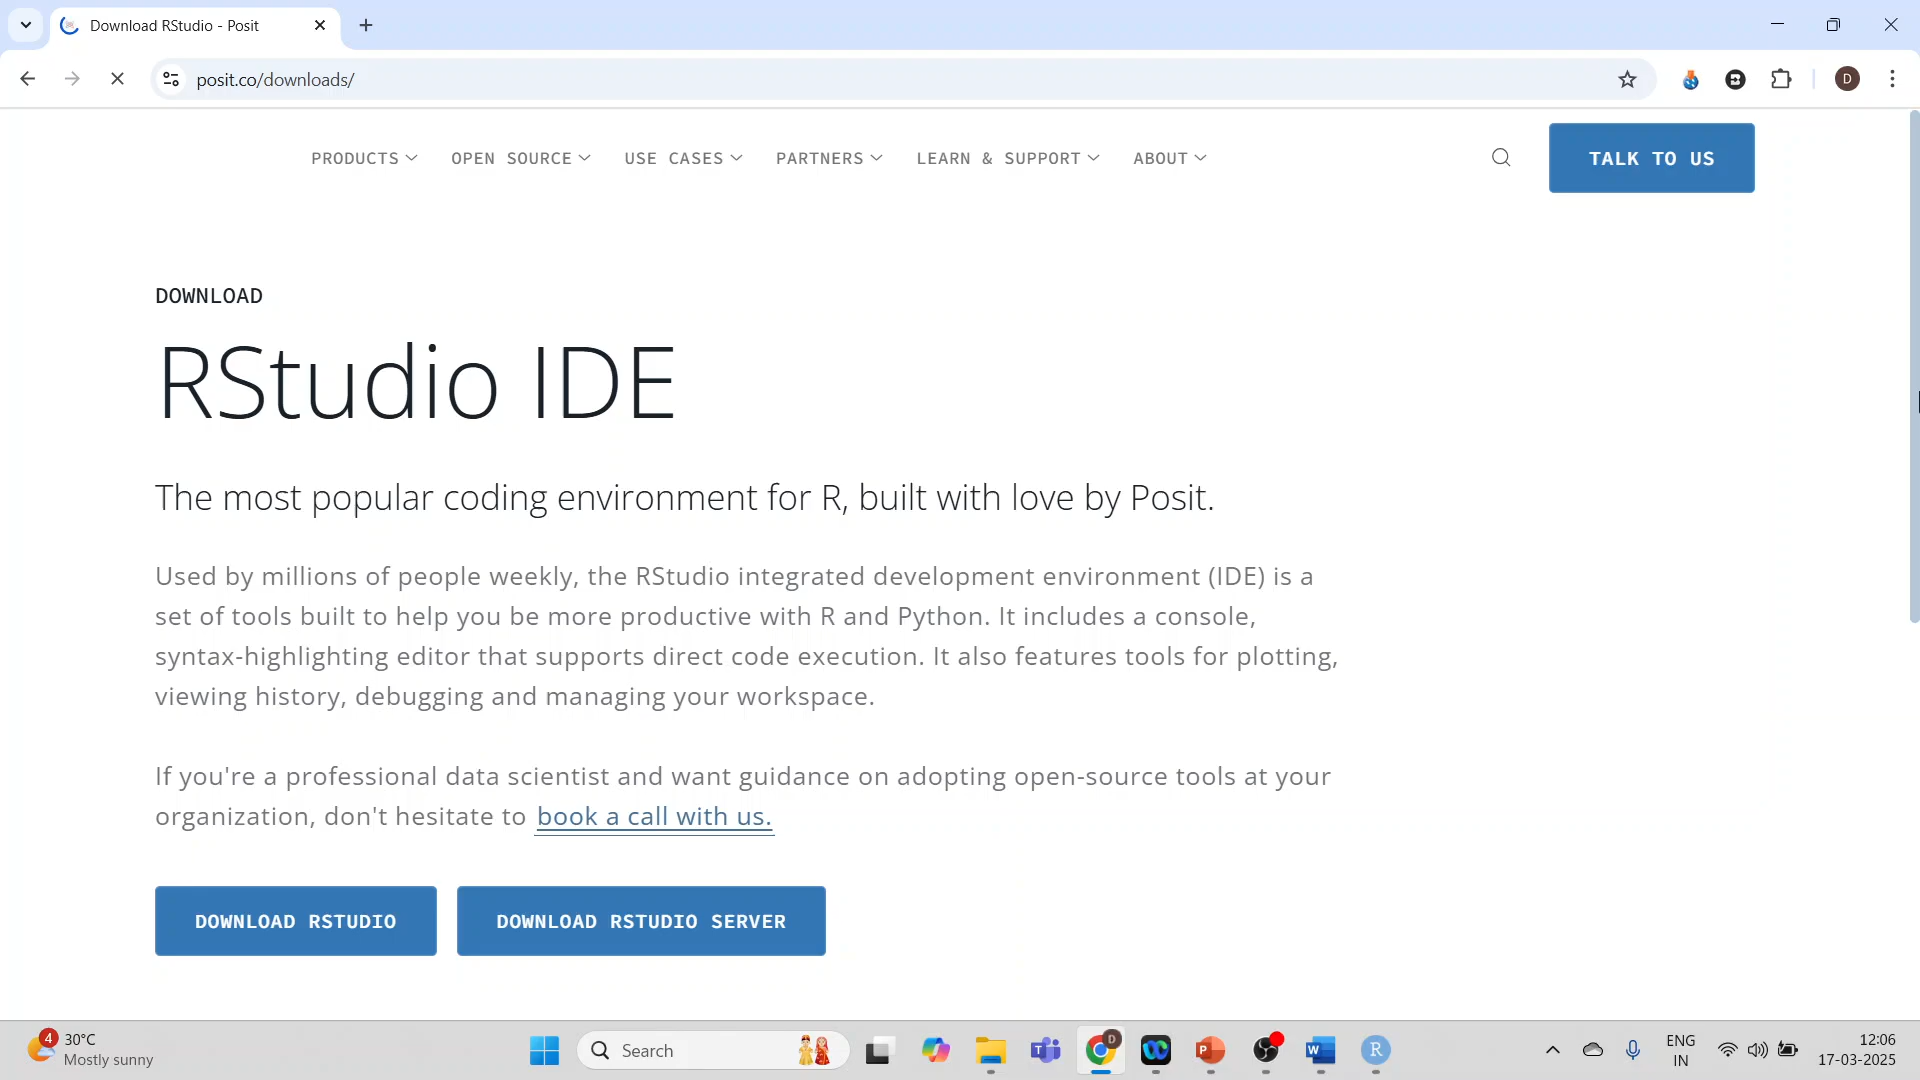 Download RStudio - Posit
posit.co/downloads/
D
PRODUCTS
OPEN SOURCE
USE CASES
PARTNERS
LEARN & SUPPORT
ABOUT
TALK TO US
DOWNLOAD
RStudio IDE
The most popular coding environment for R, built with love by Posit.
Used by millions of people weekly, the RStudio integrated development environment (IDE) is a
set of tools built to help you be more productive with R and Python. It includes a console,
syntax-highlighting editor that supports direct code execution. It also features tools for plotting,
viewing history, debugging and managing your workspace.
If you're a professional data scientist and want guidance on adopting open-source tools at your
organization, don't hesitate to book a call with us.
DOWNLOAD RSTUDIO
DOWNLOAD RSTUDIO SERVER
4
30°C
Mostly sunny
Search
T
D
P
W
R
ENG
IN
12:06
17-03-2025